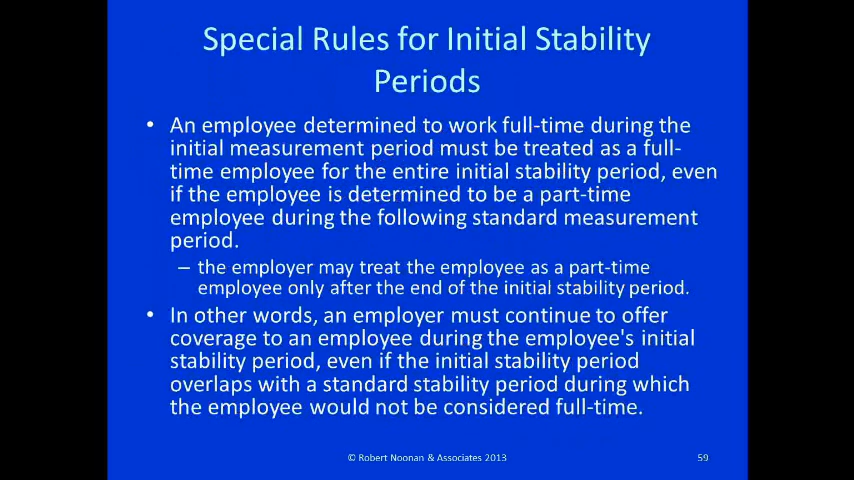 Special Rules for Initial Stability
Periods
• An employee determined to work full-time during the
initial measurement period must be treated as a full-
time employee for the entire initial stability period, even
if the employee is determined to be a part-time
employee during the following standard measurement
period.
– the employer may treat the employee as a part-time
employee only after the end of the initial stability period.
• In other words, an employer must continue to offer
coverage to an employee during the employee's initial
stability period, even if the initial stability period
overlaps with a standard stability period during which
the employee would not be considered full-time.
© Robert Noonan & Associates 2013
59